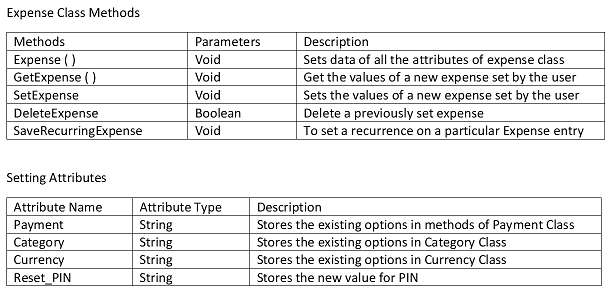 Expense Class Methods
Methods Parameters Description
Expense ( ) Void Sets data of all the attributes of expense class
GetExpense ( ) Void Get the values of a new expense set by the user
SetExpense Void Sets the values of a new expense set by the user
DeleteExpense Boolean Delete a previously set expense
SaveRecurringExpense Void To set a recurrence on a particular Expense entry
Setting Attributes
Attribute Name Attribute Type Description
Payment String Stores the existing options in methods of Payment Class
Category String Stores the existing options in Category Class
Currency String Stores the existing options in Currency Class
Reset_PIN String Stores the new value for PIN